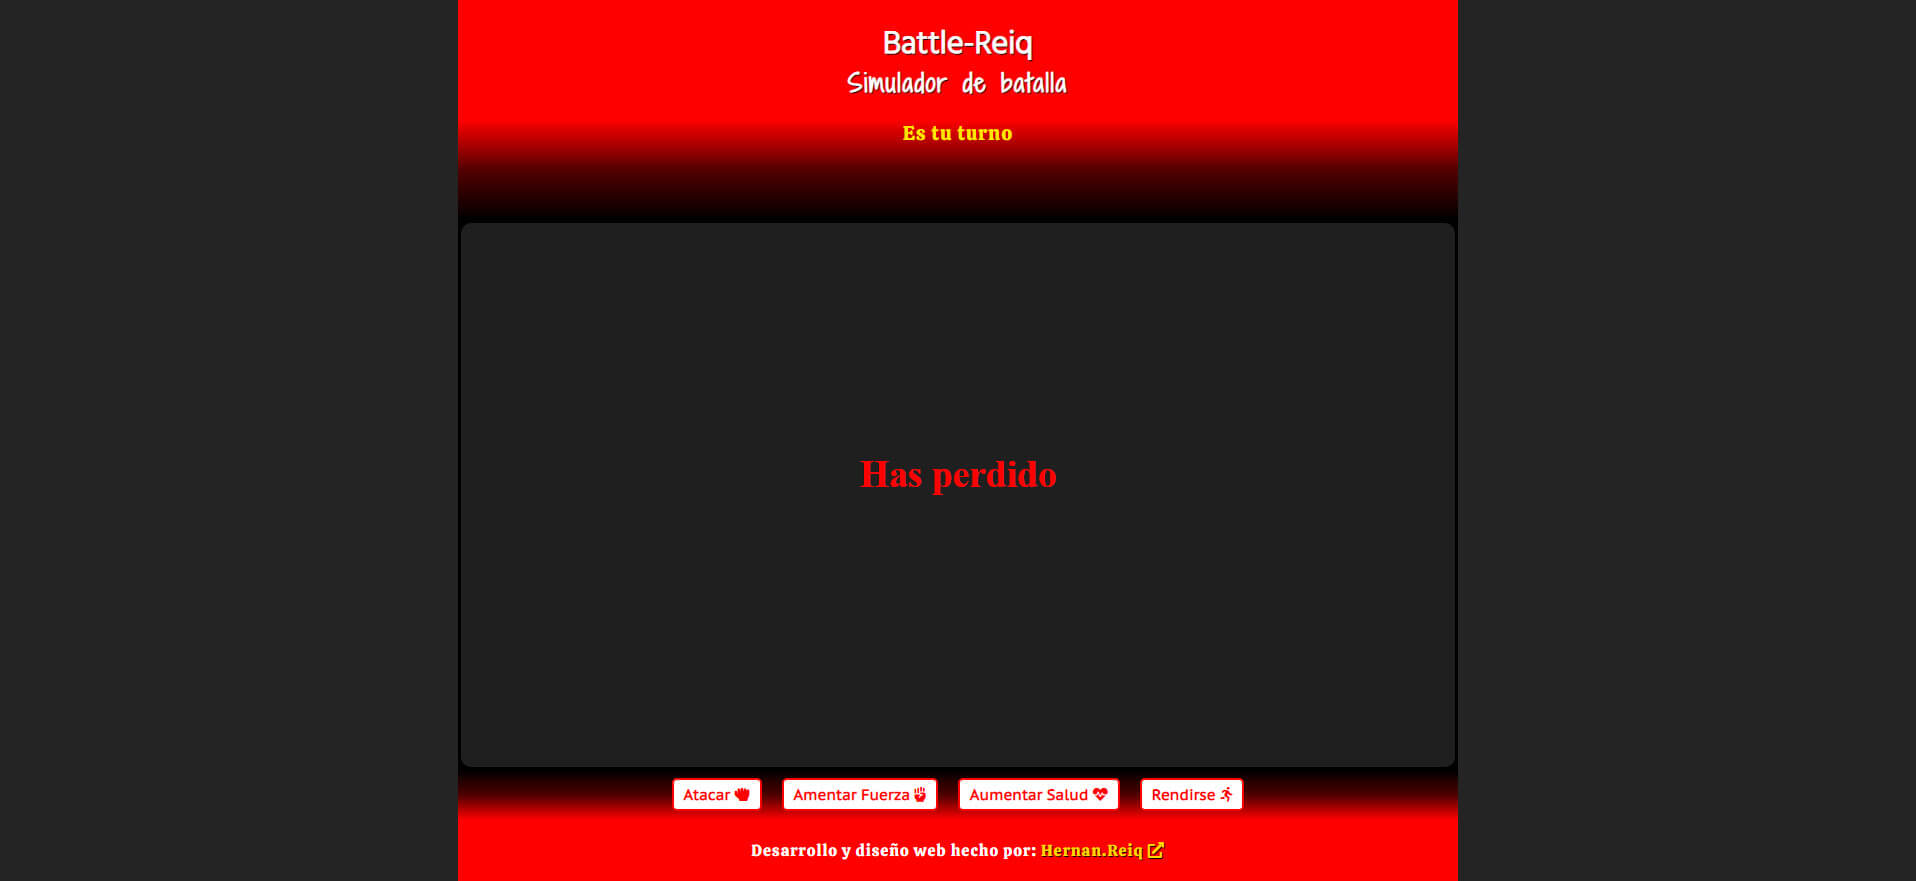 Battle-Reiq
Simulador de batalla
Es tu turno
Has perdido
Atacar
Amentar Fuerza
Aumentar Salud
Rendirse
Desarrollo y diseño web hecho por: Hernan.Reiq